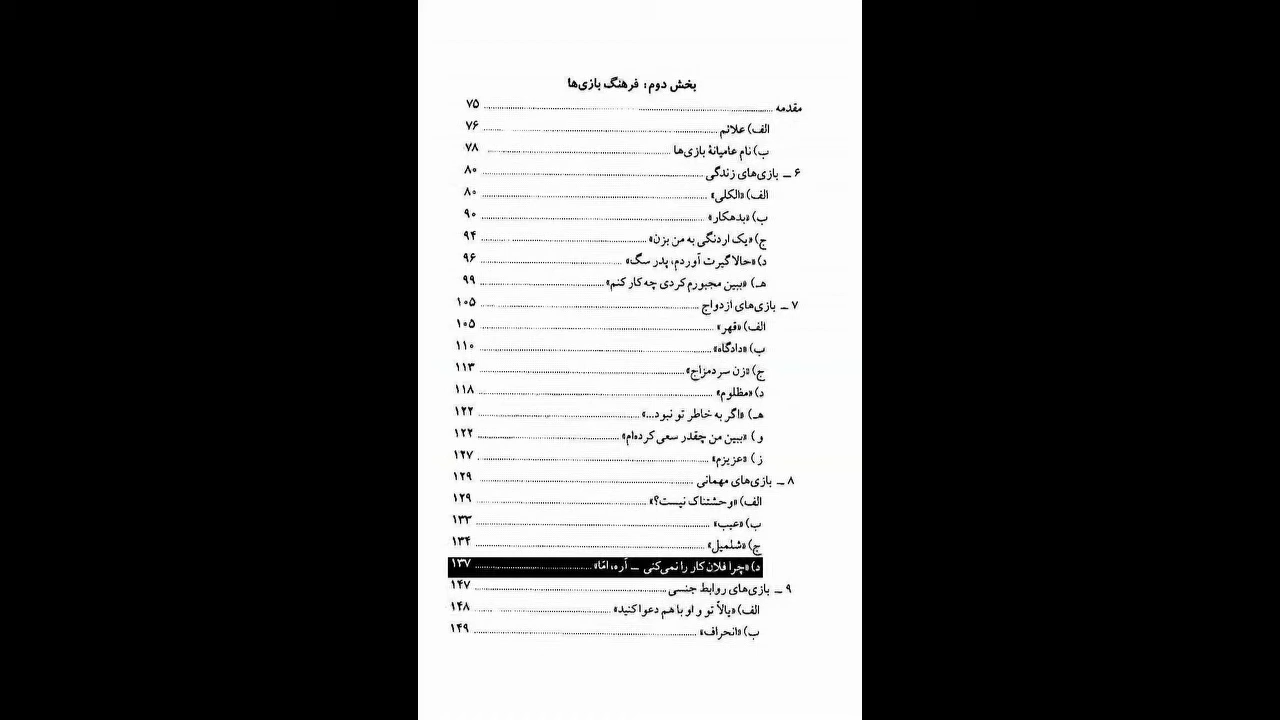 بخش دوم: فرهنگ بازی‌ها
مقدمه ........ ۷۵
الف) علائم ........ ۷۶
ب) نام عامیانهٔ بازی‌ها ........ ۷۸
۶ ــ بازی‌های زندگی ........ ۸۰
الف) «الکلی» ........ ۸۰
ب) «بدهکار» ........ ۹۰
ج) «یک اردنگی به من بزن» ........ ۹۴
د) «حالا گیرت آوردم، پدر سگ» ........ ۹۶
هـ) «ببین مجبورم کردی چه کار کنم» ........ ۹۹
۷ ــ بازی‌های ازدواج ........ ۱۰۵
الف) «قهر» ........ ۱۰۵
ب) «دادگاه» ........ ۱۱۰
ج) «زن سردمزاج» ........ ۱۱۳
د) «مظلوم» ........ ۱۱۸
هـ) «اگر به خاطر تو نبود...» ........ ۱۲۲
و) «ببین من چقدر سعی کرده‌ام» ........ ۱۲۲
ز) «عزیزم» ........ ۱۲۷
۸ ــ بازی‌های مهمانی ........ ۱۲۹
الف) «وحشتناک نیست؟» ........ ۱۲۹
ب) «عیب» ........ ۱۳۳
ج) «شلمیل» ........ ۱۳۴
د) «چرا فلان کار را نمی‌کنی ــ آره، امّا» ........ ۱۳۷
۹ ــ بازی‌های روابط جنسی ........ ۱۴۷
الف) «یالاّ تو و او با هم دعوا کنید» ........ ۱۴۸
ب) «انحراف» ........ ۱۴۹